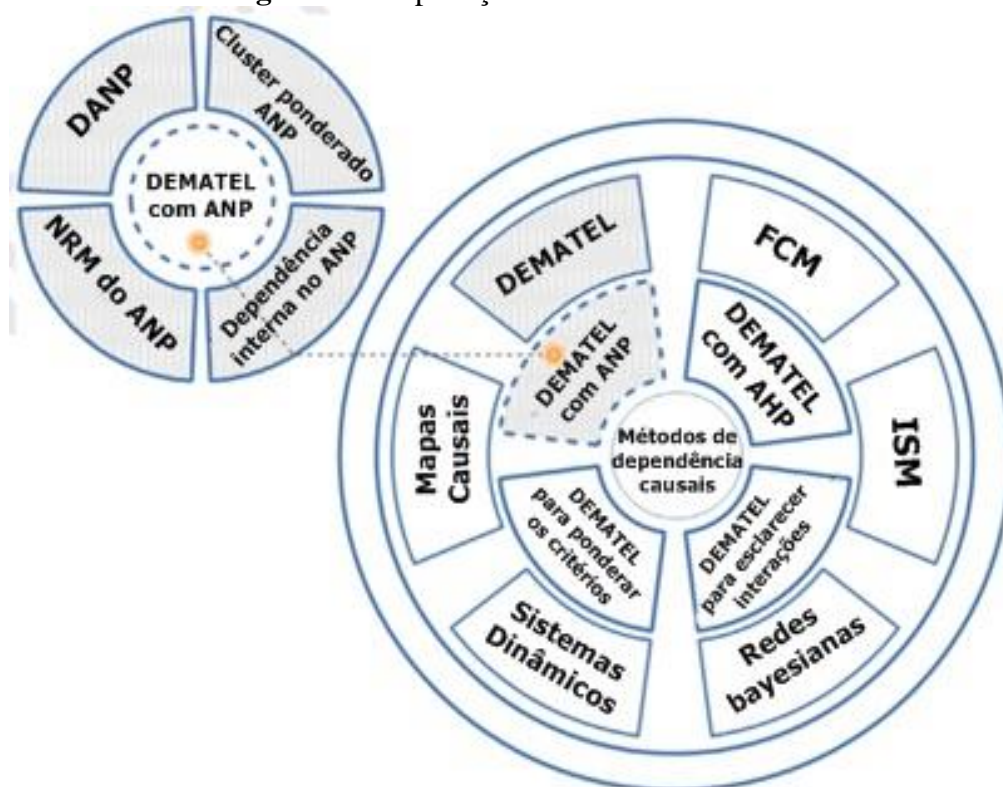 DANP
Cluster ponderado
ANP
DEMATEL
com ANP
NRM do ANP
Dependência
interna no ANP
DEMATEL
FCM
DEMATEL
com ANP
DEMATEL
com AHP
Mapas
Causais
Métodos de
dependência
causais
ISM
DEMATEL
para ponderar
os critérios
DEMATEL
para esclarecer
interações
Sistemas
Dinâmicos
Redes
bayesianas